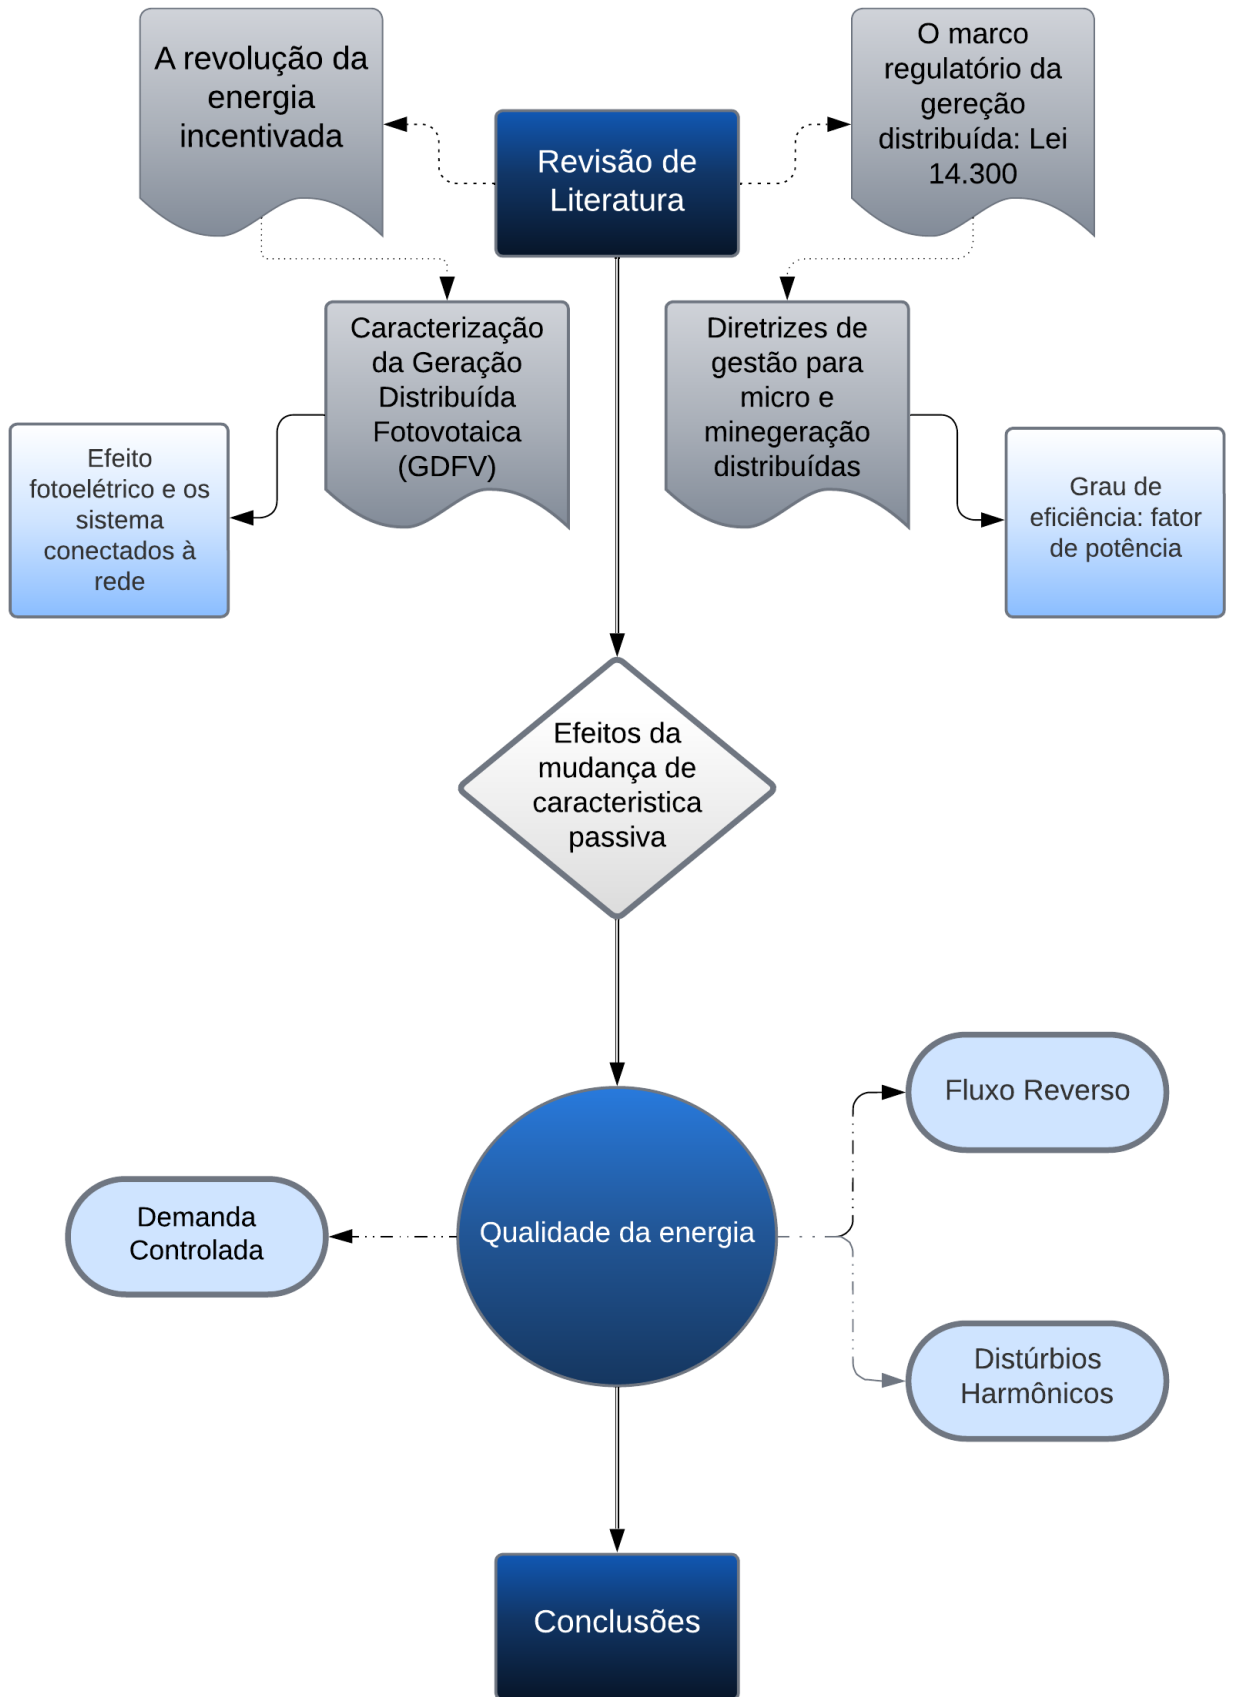 A revolução da
energia
incentivada
O marco
regulatório da
gereção
distribuída: Lei
14.300
Revisão de
Literatura
Caracterização
da Geração
Distribuída
Fotovotaica
(GDFV)
Diretrizes de
gestão para
micro e
minegeração
distribuídas
Efeito
fotoelétrico e os
sistema
conectados à
rede
Grau de
eficiência: fator
de potência
Efeitos da
mudança de
caracteristica
passiva
Fluxo Reverso
Demanda
Controlada
Qualidade da energia
Distúrbios
Harmônicos
Conclusões